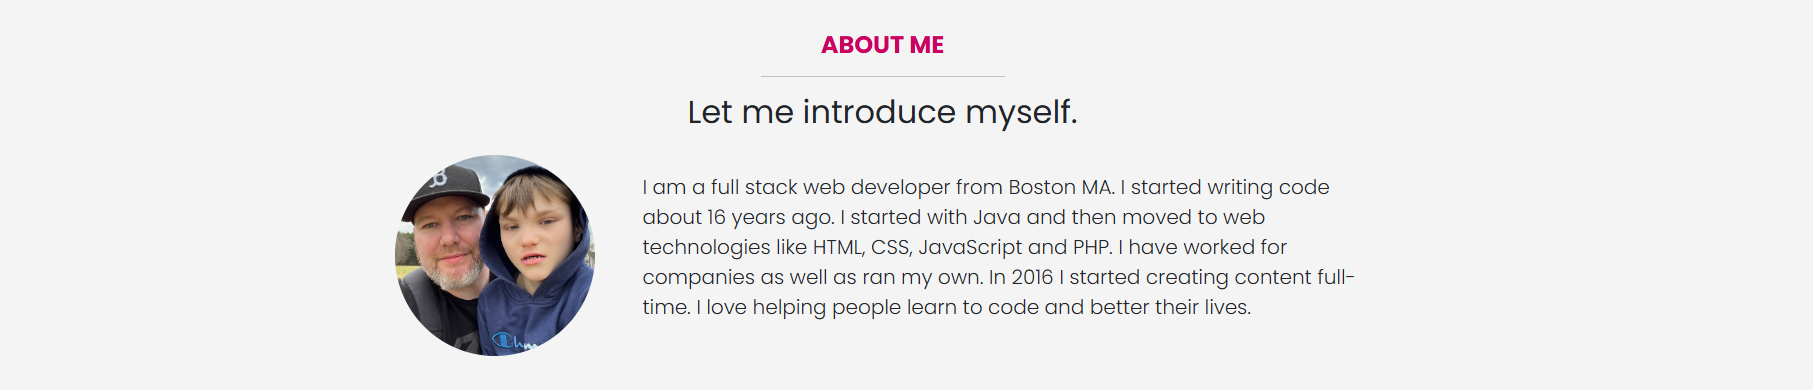 ABOUT ME
Let me introduce myself.
I am a full stack web developer from Boston MA. I started writing code
about 16 years ago. I started with Java and then moved to web
technologies like HTML, CSS, JavaScript and PHP. I have worked for
companies as well as ran my own. In 2016 I started creating content full-
time. I love helping people learn to code and better their lives.
B